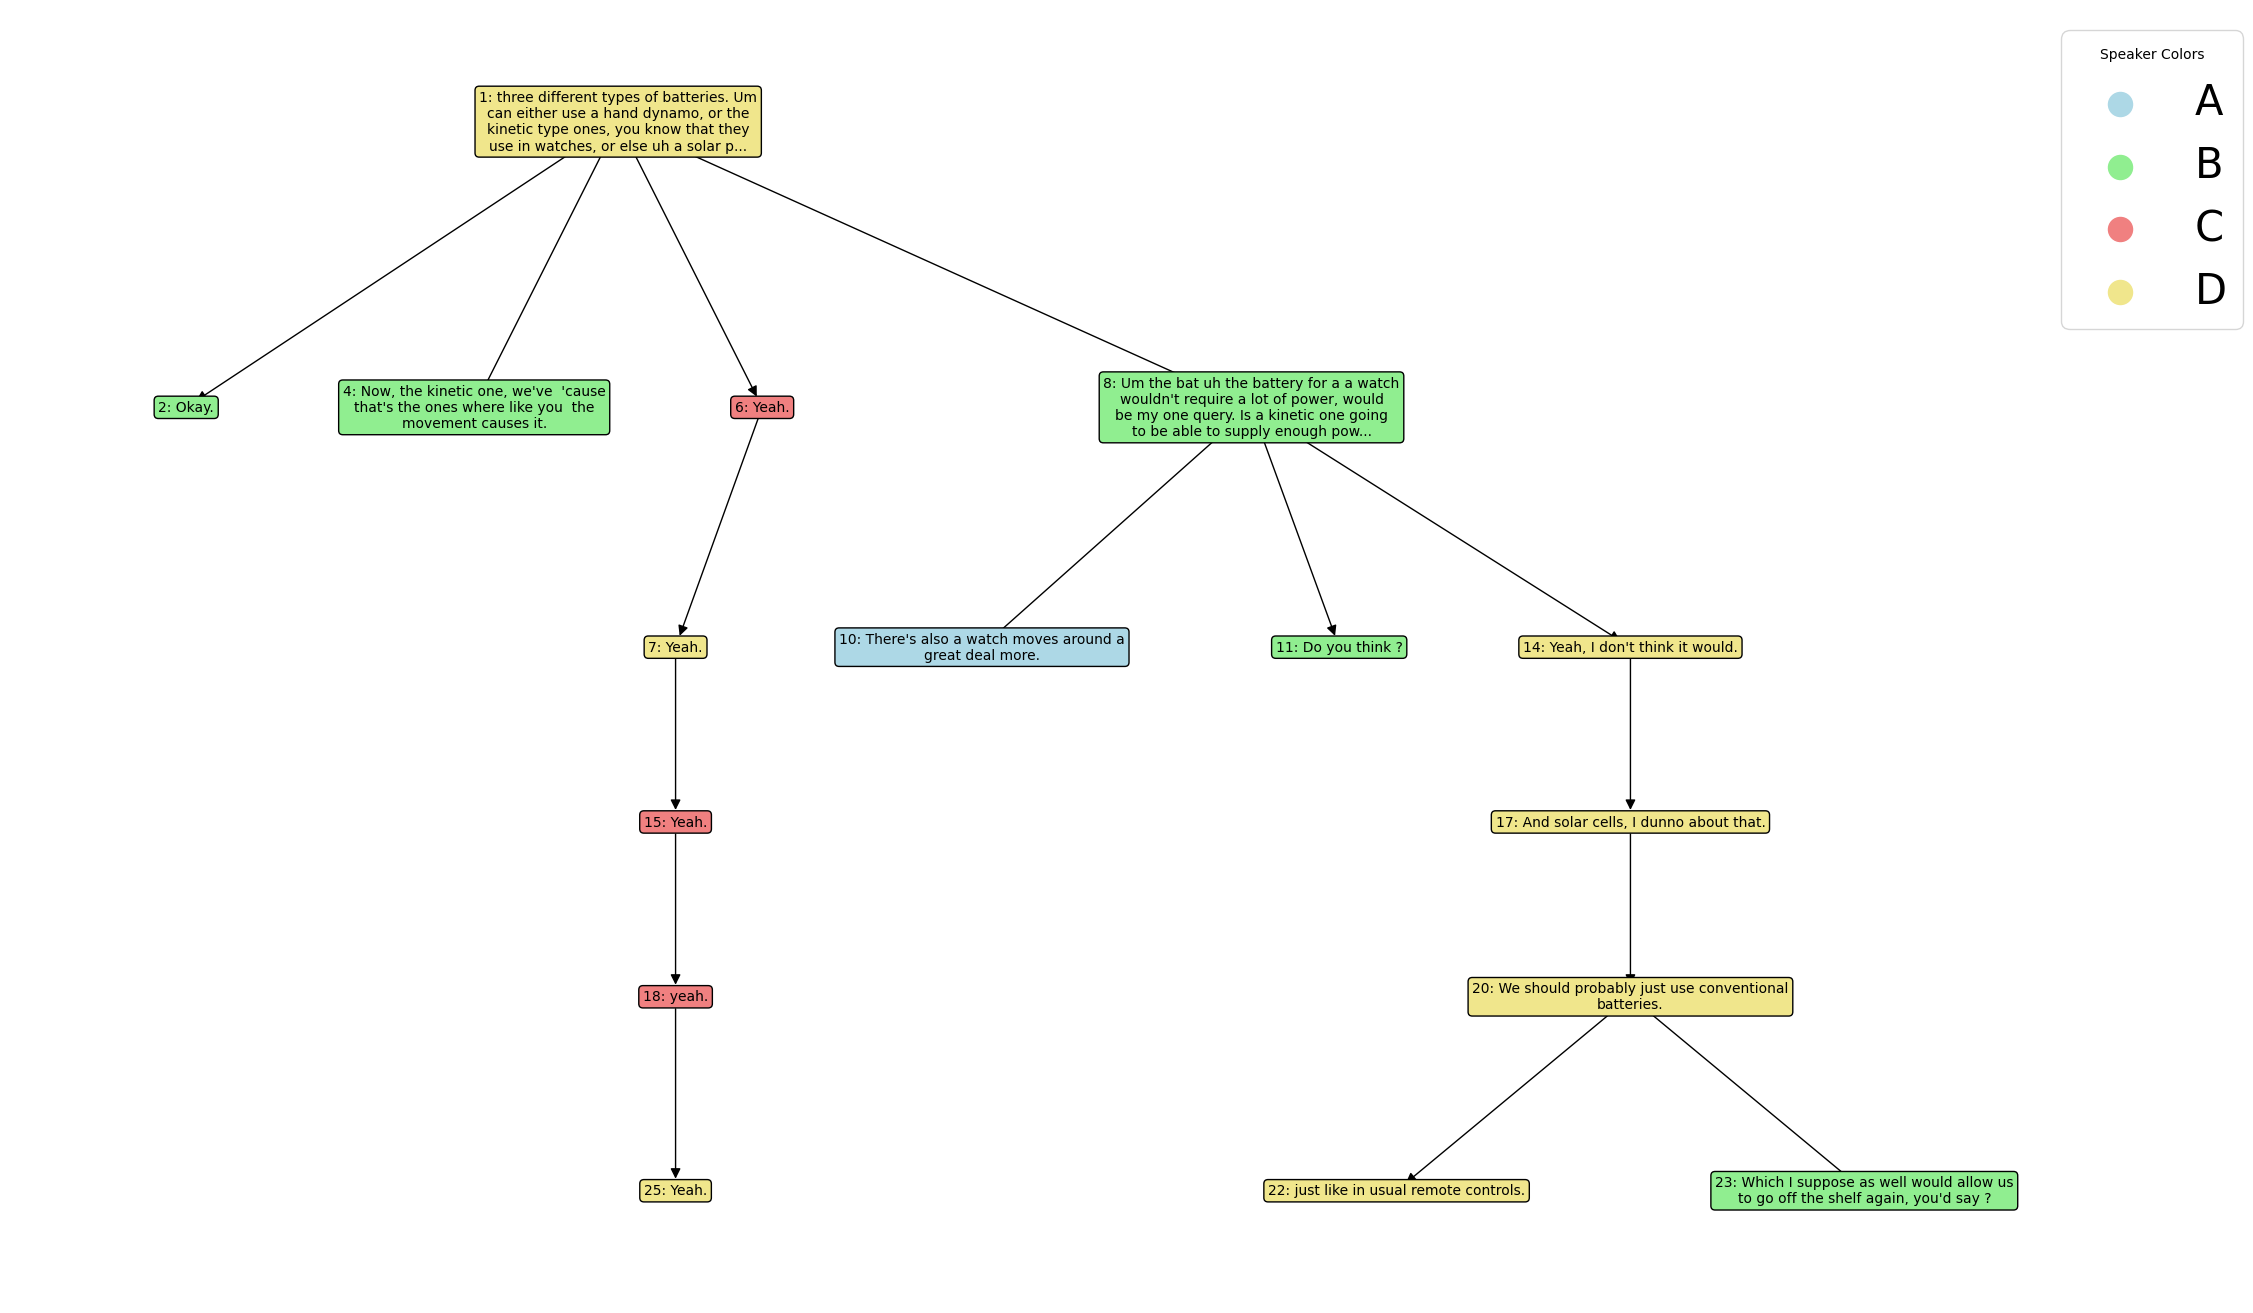 Speaker Colors
A
B
C
D
1: three different types of batteries. Um
can either use a hand dynamo, or the
kinetic type ones, you know that they
use in watches, or else uh a solar p...
2: Okay.
4: Now, the kinetic one, we've  'cause
that's the ones where like you  the
movement causes it.
6: Yeah.
8: Um the bat uh the battery for a a watch
wouldn't require a lot of power, would
be my one query. Is a kinetic one going
to be able to supply enough pow...
7: Yeah.
10: There's also a watch moves around a
great deal more.
11: Do you think ?
14: Yeah, I don't think it would.
15: Yeah.
17: And solar cells, I dunno about that.
18: yeah.
20: We should probably just use conventional
batteries.
25: Yeah.
22: just like in usual remote controls.
23: Which I suppose as well would allow us
to go off the shelf again, you'd say ?